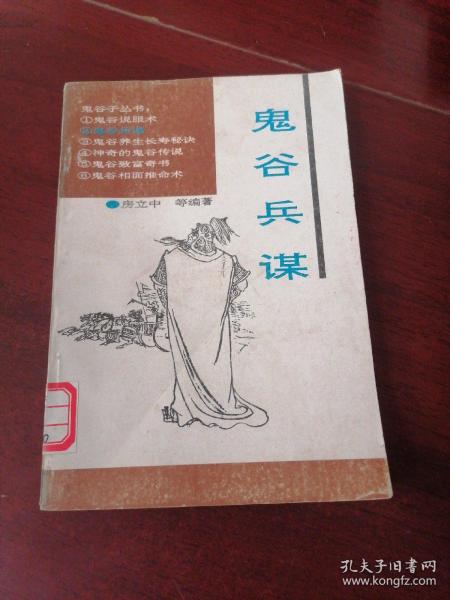 鬼谷子丛书：
①鬼谷说服术
②鬼谷兵谋
③鬼谷养生长寿秘诀
④神奇的鬼谷传说
⑤鬼谷致富奇书
⑥鬼谷相面推命术
房立中 等编著
鬼谷兵谋
孔夫子旧书网
www.kongfz.com